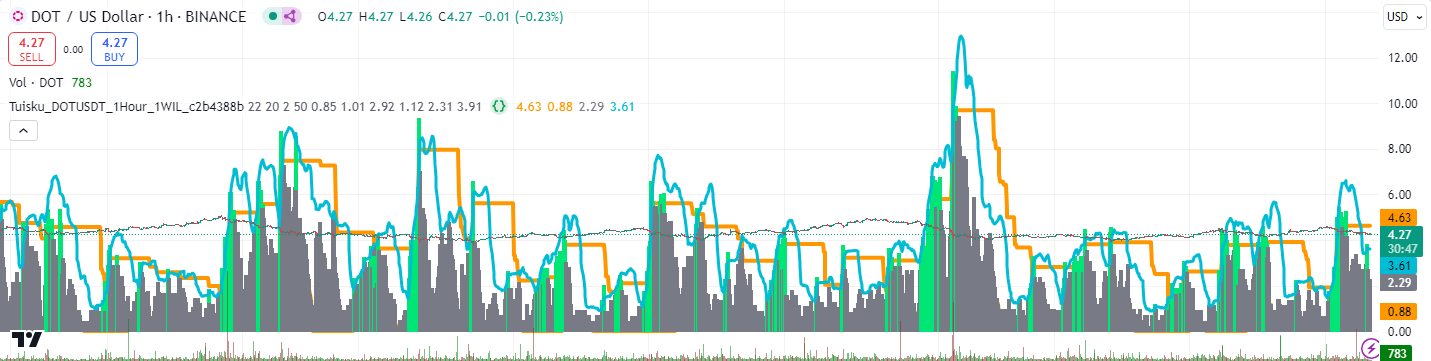 DOT / US Dollar · 1h · BINANCE O4.27 H4.27 L4.26 C4.27 −0.01 (−0.23%)
USD
4.27 SELL 0.00 4.27 BUY
Vol · DOT 783
Tuisku_DOTUSDT_1Hour_1WIL_c2b4388b 22 20 2 50 0.85 1.01 2.92 1.12 2.31 3.91 {} 4.63 0.88 2.29 3.61
12.00
10.00
8.00
6.00
4.63
4.27
30:47
3.61
2.29
0.88
0.00
783